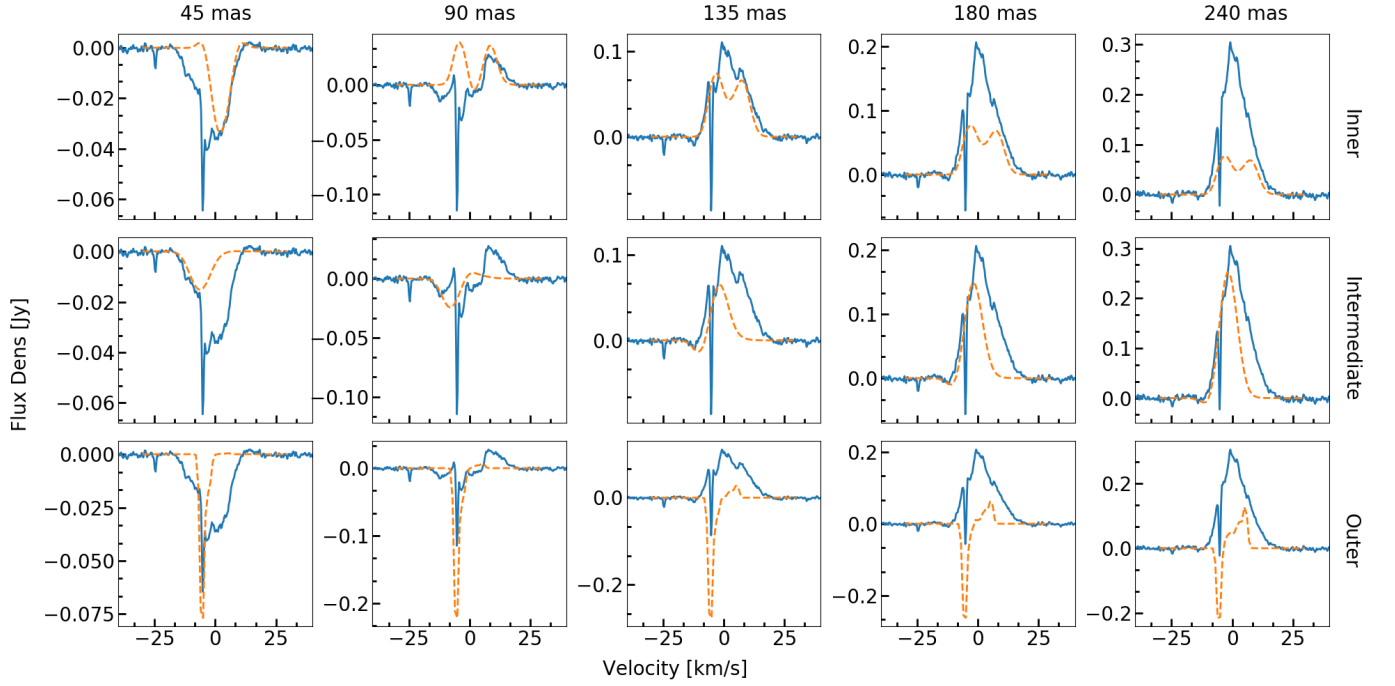 45 mas 90 mas 135 mas 180 mas 240 mas
0.00 0.00 0.1 0.2 0.3
−0.02 −0.05 0.0 0.1 0.2
−0.04 −0.10 0.0 0.1
−0.06 0.0
Inner
0.00 0.00 0.1 0.2 0.3
−0.02 −0.05 0.0 0.1 0.2
−0.04 −0.10 0.0 0.1
−0.06 0.0
Intermediate
Flux Dens [Jy]
0.000 0.0 0.0 0.2 0.2
−0.025 −0.1 −0.2 0.0 0.0
−0.050 −0.2 −0.2 −0.2
−0.075
Outer
−25 0 25 −25 0 25 −25 0 25 −25 0 25 −25 0 25
Velocity [km/s]